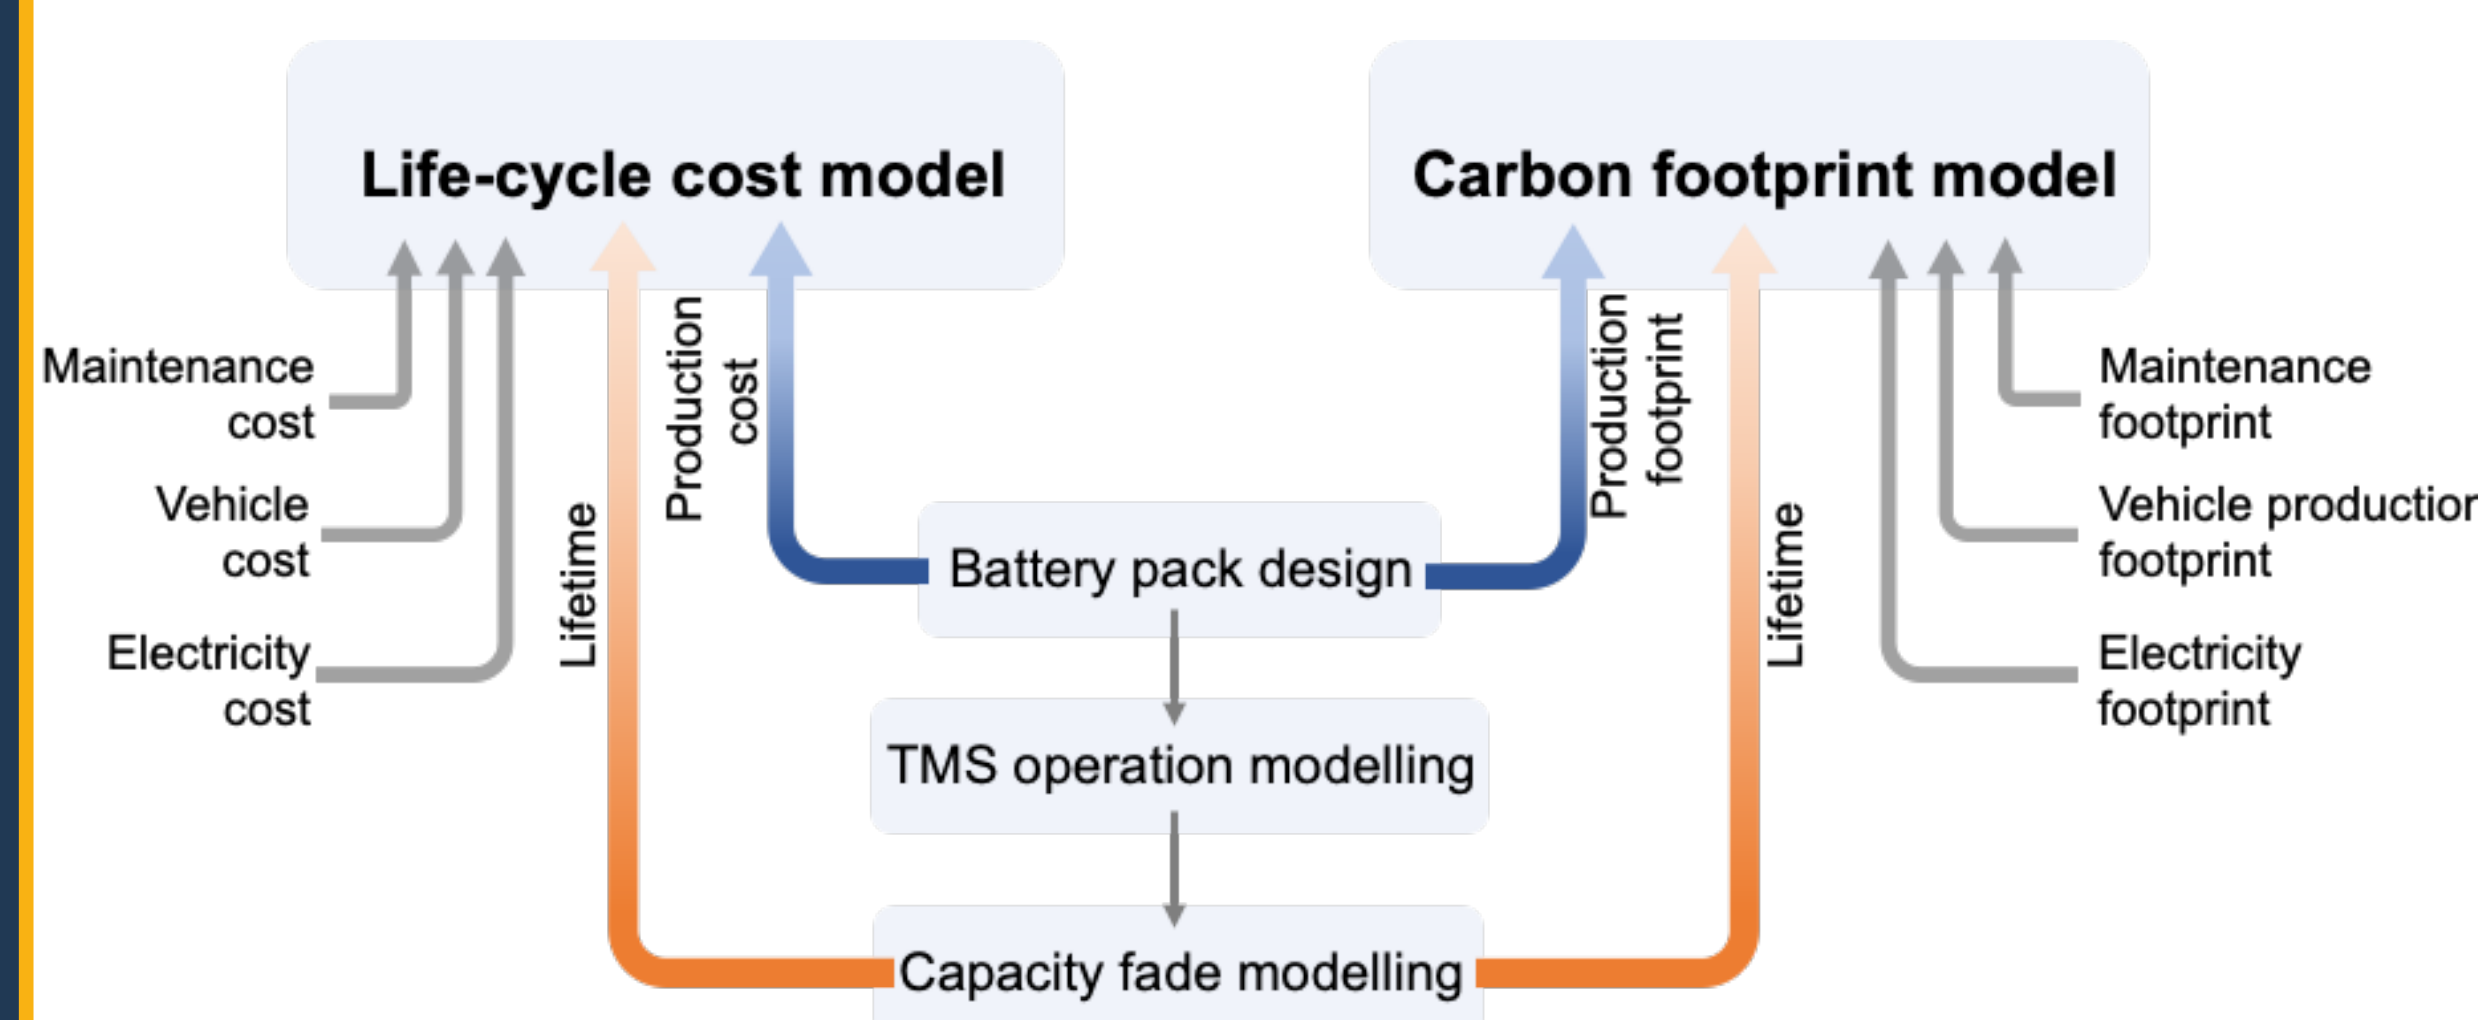 Life-cycle cost model
Carbon footprint model
Maintenance
cost
Vehicle
cost
Electricity
cost
Lifetime
Production
cost
Battery pack design
TMS operation modelling
Capacity fade modelling
Production
footprint
Lifetime
Maintenance
footprint
Vehicle production
footprint
Electricity
footprint